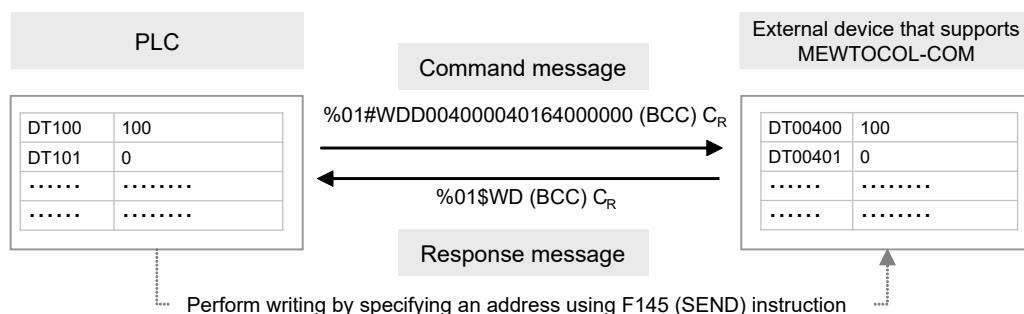 PLC
External device that supports
MEWTOCOL-COM
Command message
%01#WDD004000040164000000 (BCC) CR
DT100 100
DT101 0
······ ········
······ ········
DT00400 100
DT00401 0
······ ········
······ ········
%01$WD (BCC) CR
Response message
Perform writing by specifying an address using F145 (SEND) instruction